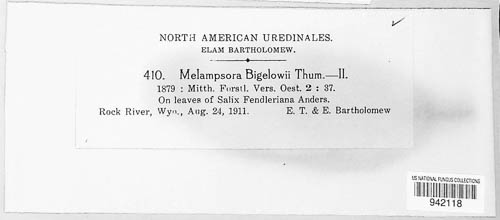 NORTH AMERICAN UREDINALES.
ELAM BARTHOLOMEW.
410. Melampsora Bigelowii Thum.—II.
1879 : Mitth. Forstl. Vers. Oest. 2 : 37.
On leaves of Salix Fendleriana Anders.
Rock River, Wyo., Aug. 24, 1911. E. T. & E. Bartholomew
US NATIONAL FUNGUS COLLECTIONS
942118